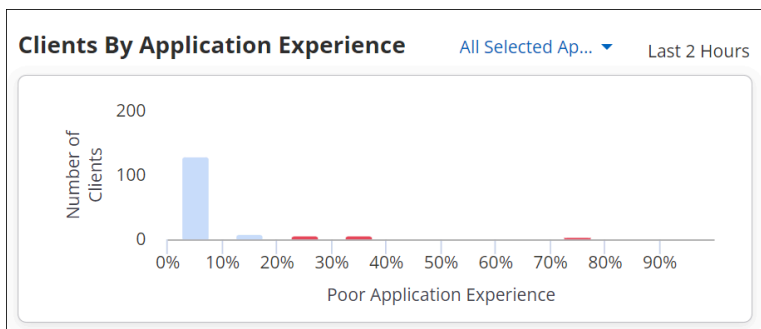 Clients By Application Experience
All Selected Ap...
Last 2 Hours
200
100
0
Number of
Clients
0% 10% 20% 30% 40% 50% 60% 70% 80% 90%
Poor Application Experience